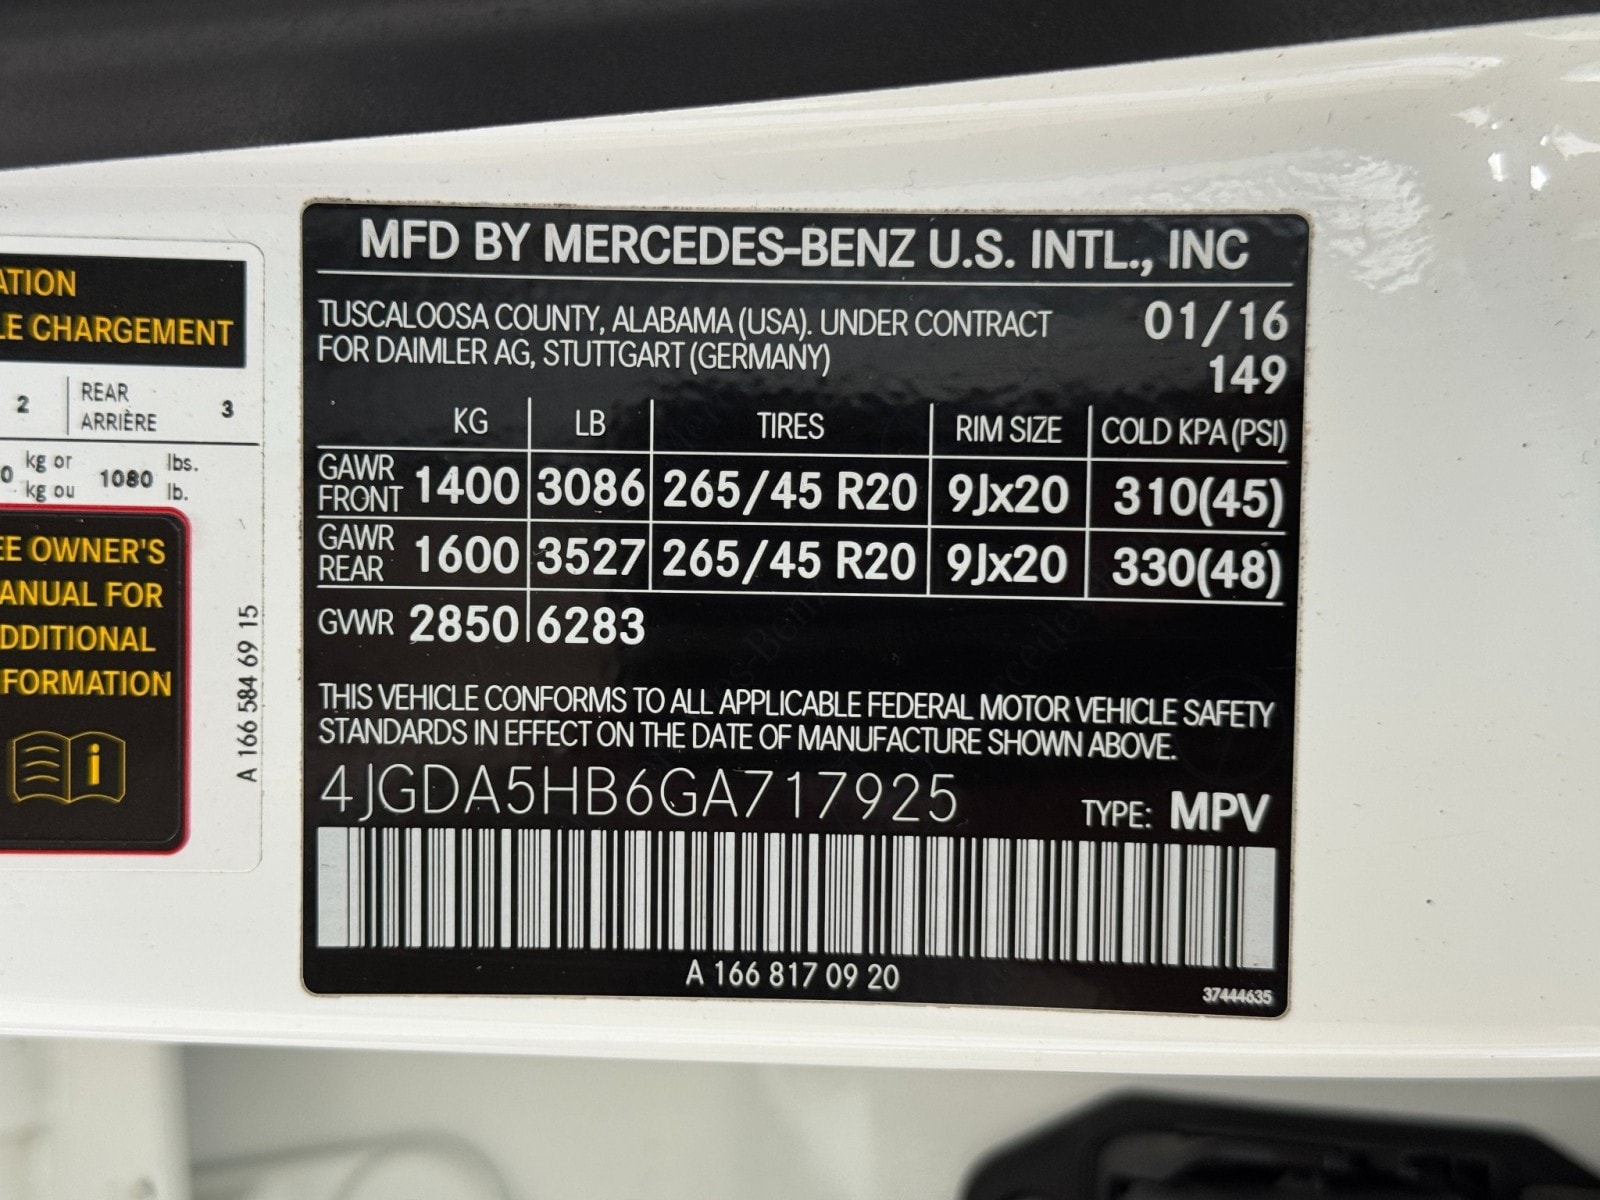 ATION
LE CHARGEMENT
2 REAR ARRIÈRE 3
0 kg or kg ou 1080 lbs. lb.
EE OWNER'S
ANUAL FOR
DDITIONAL
FORMATION
i
A 166 584 69 15
MFD BY MERCEDES-BENZ U.S. INTL., INC
TUSCALOOSA COUNTY, ALABAMA (USA). UNDER CONTRACT 01/16
FOR DAIMLER AG, STUTTGART (GERMANY) 149
KG LB TIRES RIM SIZE COLD KPA (PSI)
GAWR FRONT 1400 3086 265/45 R20 9Jx20 310(45)
GAWR REAR 1600 3527 265/45 R20 9Jx20 330(48)
GVWR 2850 6283
THIS VEHICLE CONFORMS TO ALL APPLICABLE FEDERAL MOTOR VEHICLE SAFETY
STANDARDS IN EFFECT ON THE DATE OF MANUFACTURE SHOWN ABOVE.
4JGDA5HB6GA717925 TYPE: MPV
A 166 817 09 20
37444635